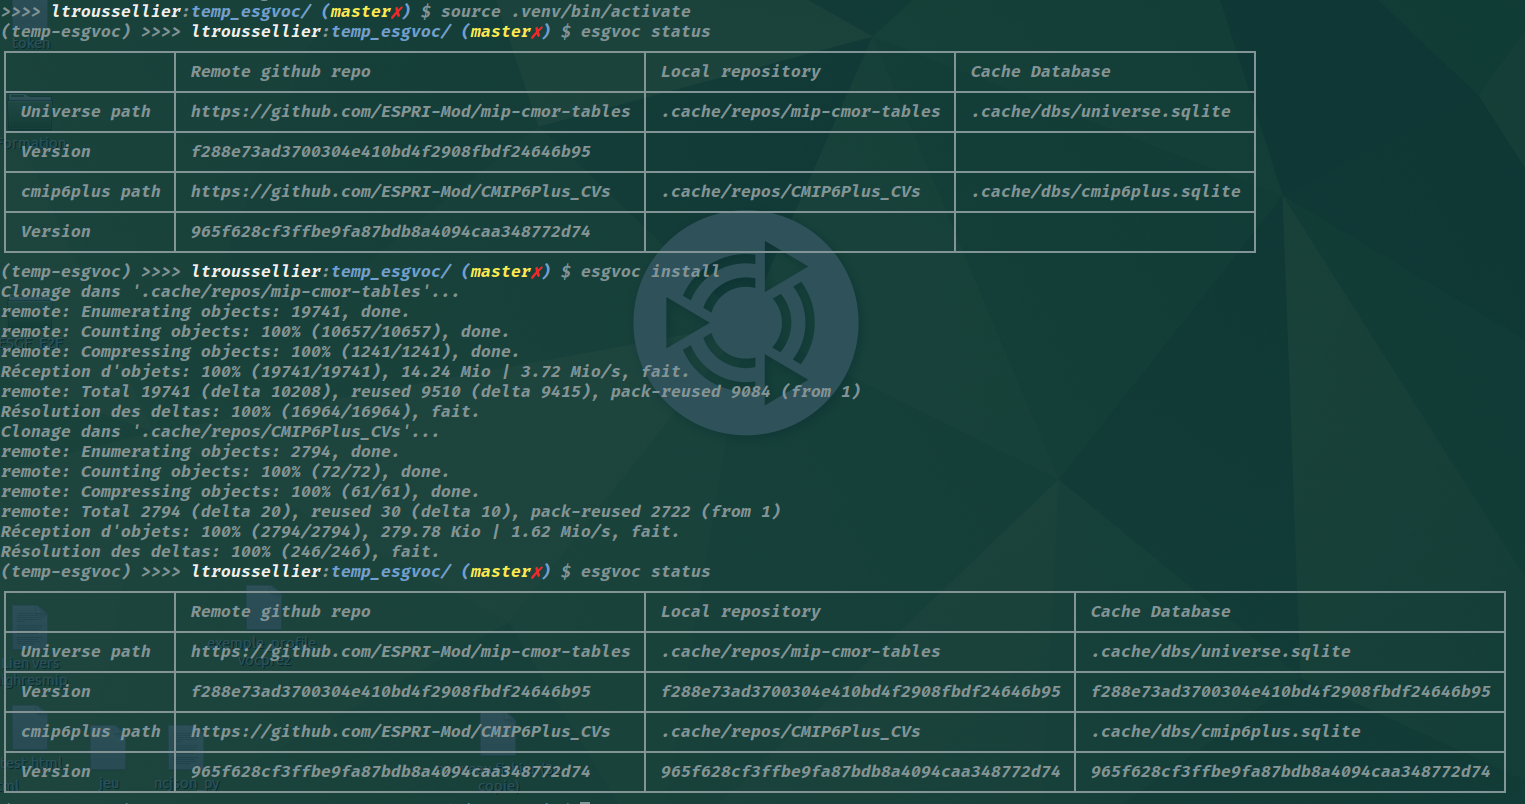 >>>> ltroussellier:temp_esgvoc/ (master✗) $ source .venv/bin/activate
(temp-esgvoc) >>>> ltroussellier:temp_esgvoc/ (master✗) $ esgvoc status
token
Remote github repo Local repository Cache Database
Universe path https://github.com/ESPRI-Mod/mip-cmor-tables .cache/repos/mip-cmor-tables .cache/dbs/universe.sqlite
Version f288e73ad3700304e410bd4f2908fbdf24646b95
cmip6plus path https://github.com/ESPRI-Mod/CMIP6Plus_CVs .cache/repos/CMIP6Plus_CVs .cache/dbs/cmip6plus.sqlite
Version 965f628cf3ffbe9fa87bdb8a4094caa348772d74
(temp-esgvoc) >>>> ltroussellier:temp_esgvoc/ (master✗) $ esgvoc install
Clonage dans '.cache/repos/mip-cmor-tables'...
remote: Enumerating objects: 19741, done.
remote: Counting objects: 100% (10657/10657), done.
remote: Compressing objects: 100% (1241/1241), done.
Réception d'objets: 100% (19741/19741), 14.24 Mio | 3.72 Mio/s, fait.
remote: Total 19741 (delta 10208), reused 9510 (delta 9415), pack-reused 9084 (from 1)
Résolution des deltas: 100% (16964/16964), fait.
Clonage dans '.cache/repos/CMIP6Plus_CVs'...
remote: Enumerating objects: 2794, done.
remote: Counting objects: 100% (72/72), done.
remote: Compressing objects: 100% (61/61), done.
remote: Total 2794 (delta 20), reused 30 (delta 10), pack-reused 2722 (from 1)
Réception d'objets: 100% (2794/2794), 279.78 Kio | 1.62 Mio/s, fait.
Résolution des deltas: 100% (246/246), fait.
(temp-esgvoc) >>>> ltroussellier:temp_esgvoc/ (master✗) $ esgvoc status
Remote github repo Local repository Cache Database
Universe path https://github.com/ESPRI-Mod/mip-cmor-tables .cache/repos/mip-cmor-tables .cache/dbs/universe.sqlite
Version f288e73ad3700304e410bd4f2908fbdf24646b95 f288e73ad3700304e410bd4f2908fbdf24646b95 f288e73ad3700304e410bd4f2908fbdf24646b95
cmip6plus path https://github.com/ESPRI-Mod/CMIP6Plus_CVs .cache/repos/CMIP6Plus_CVs .cache/dbs/cmip6plus.sqlite
Version 965f628cf3ffbe9fa87bdb8a4094caa348772d74 965f628cf3ffbe9fa87bdb8a4094caa348772d74 965f628cf3ffbe9fa87bdb8a4094caa348772d74
jeu